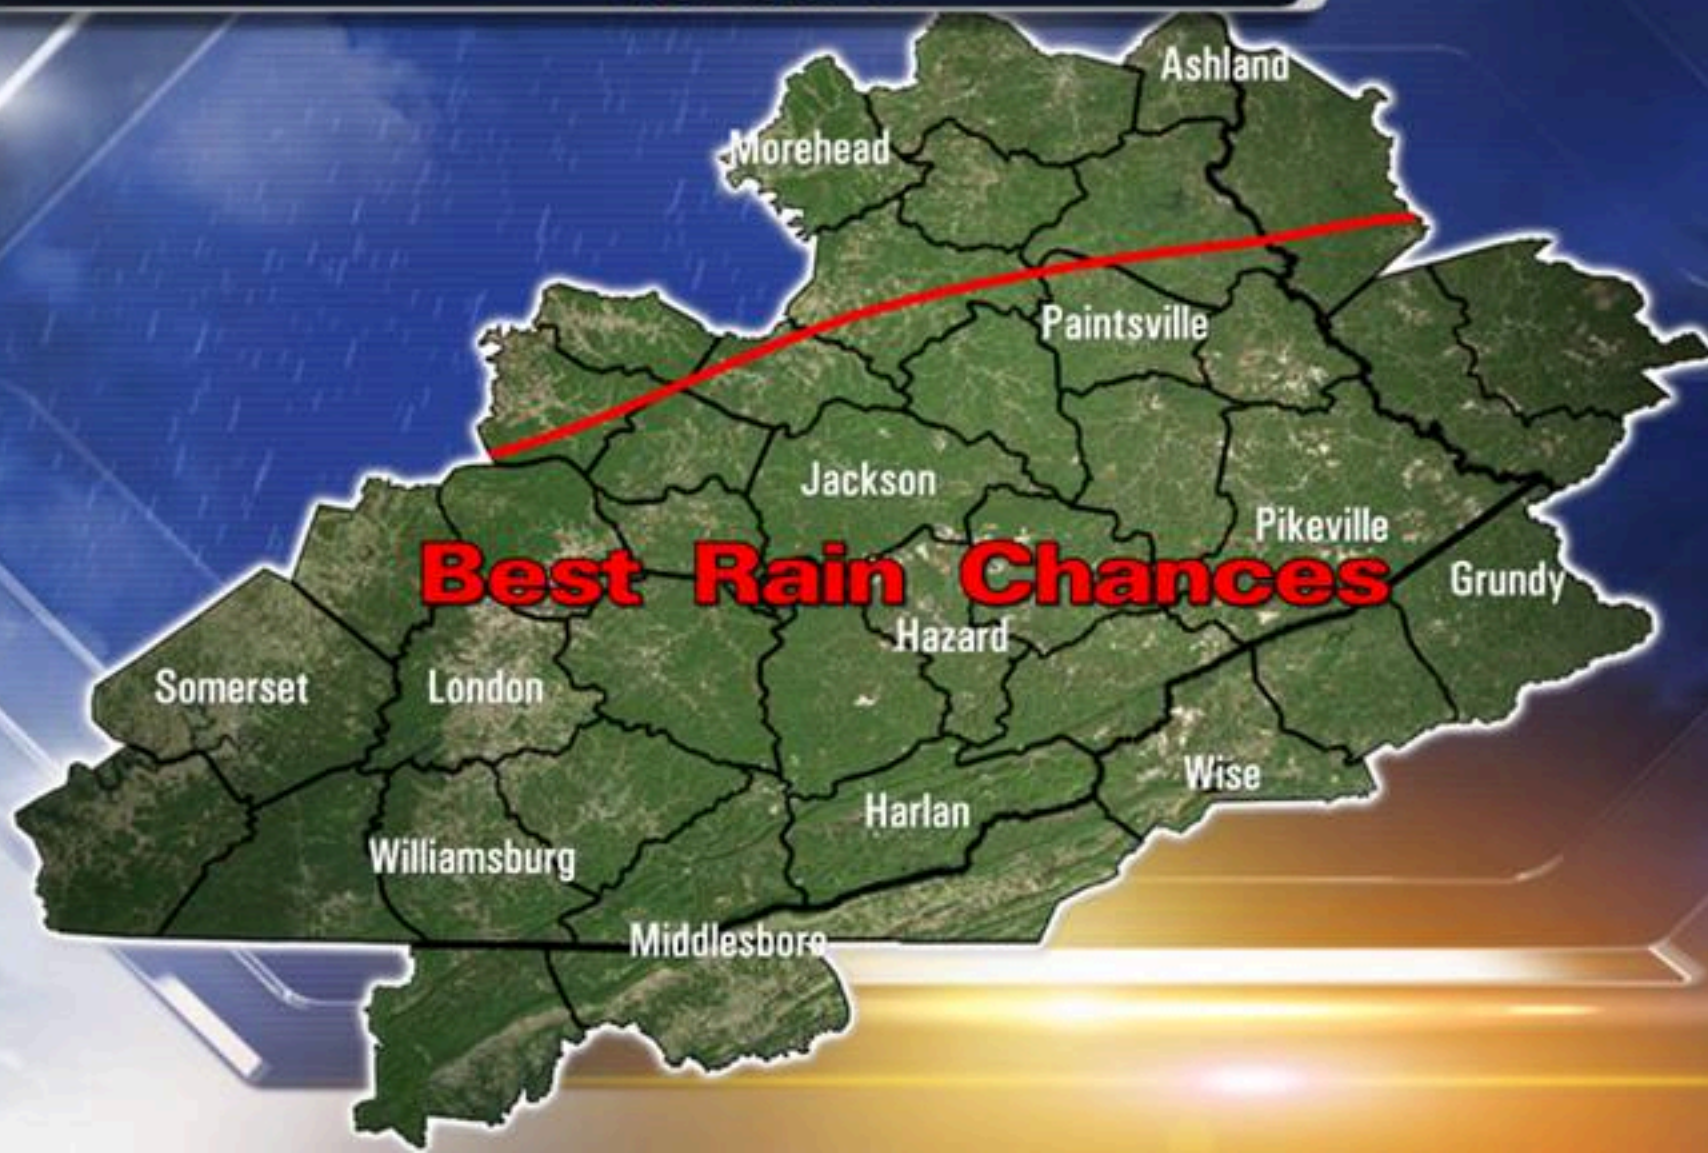 Ashland
Morehead
Paintsville
Jackson
Pikeville
Best Rain Chances
Grundy
Hazard
Somerset
London
Wise
Harlan
Williamsburg
Middlesboro